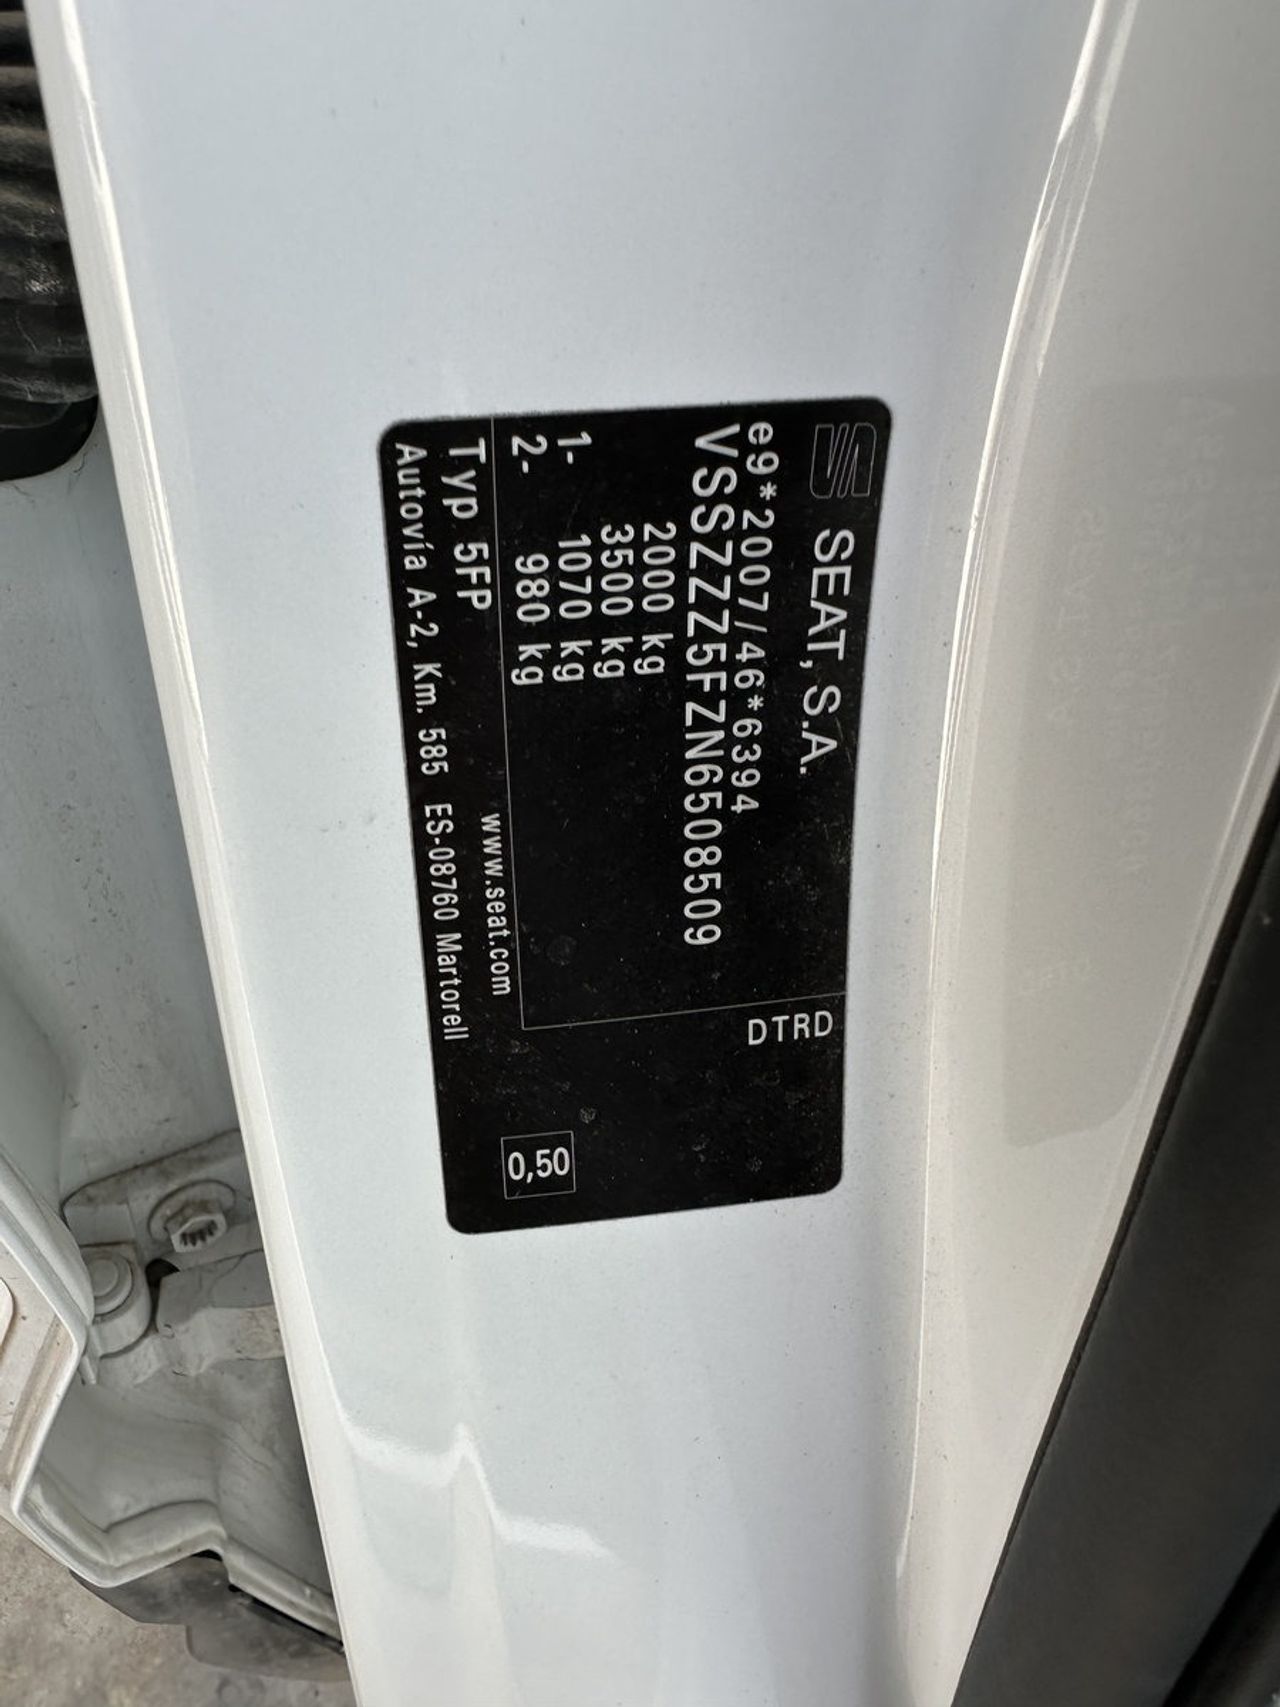 SEAT, S.A.
DTRD
e9*2007/46*6394
VSSZZZ5FZN6508509
2000 kg
3500 kg
1- 1070 kg
2- 980 kg
0,50
Typ 5FP
www.seat.com
Autovía A-2, Km. 585 ES-08760 Martorell